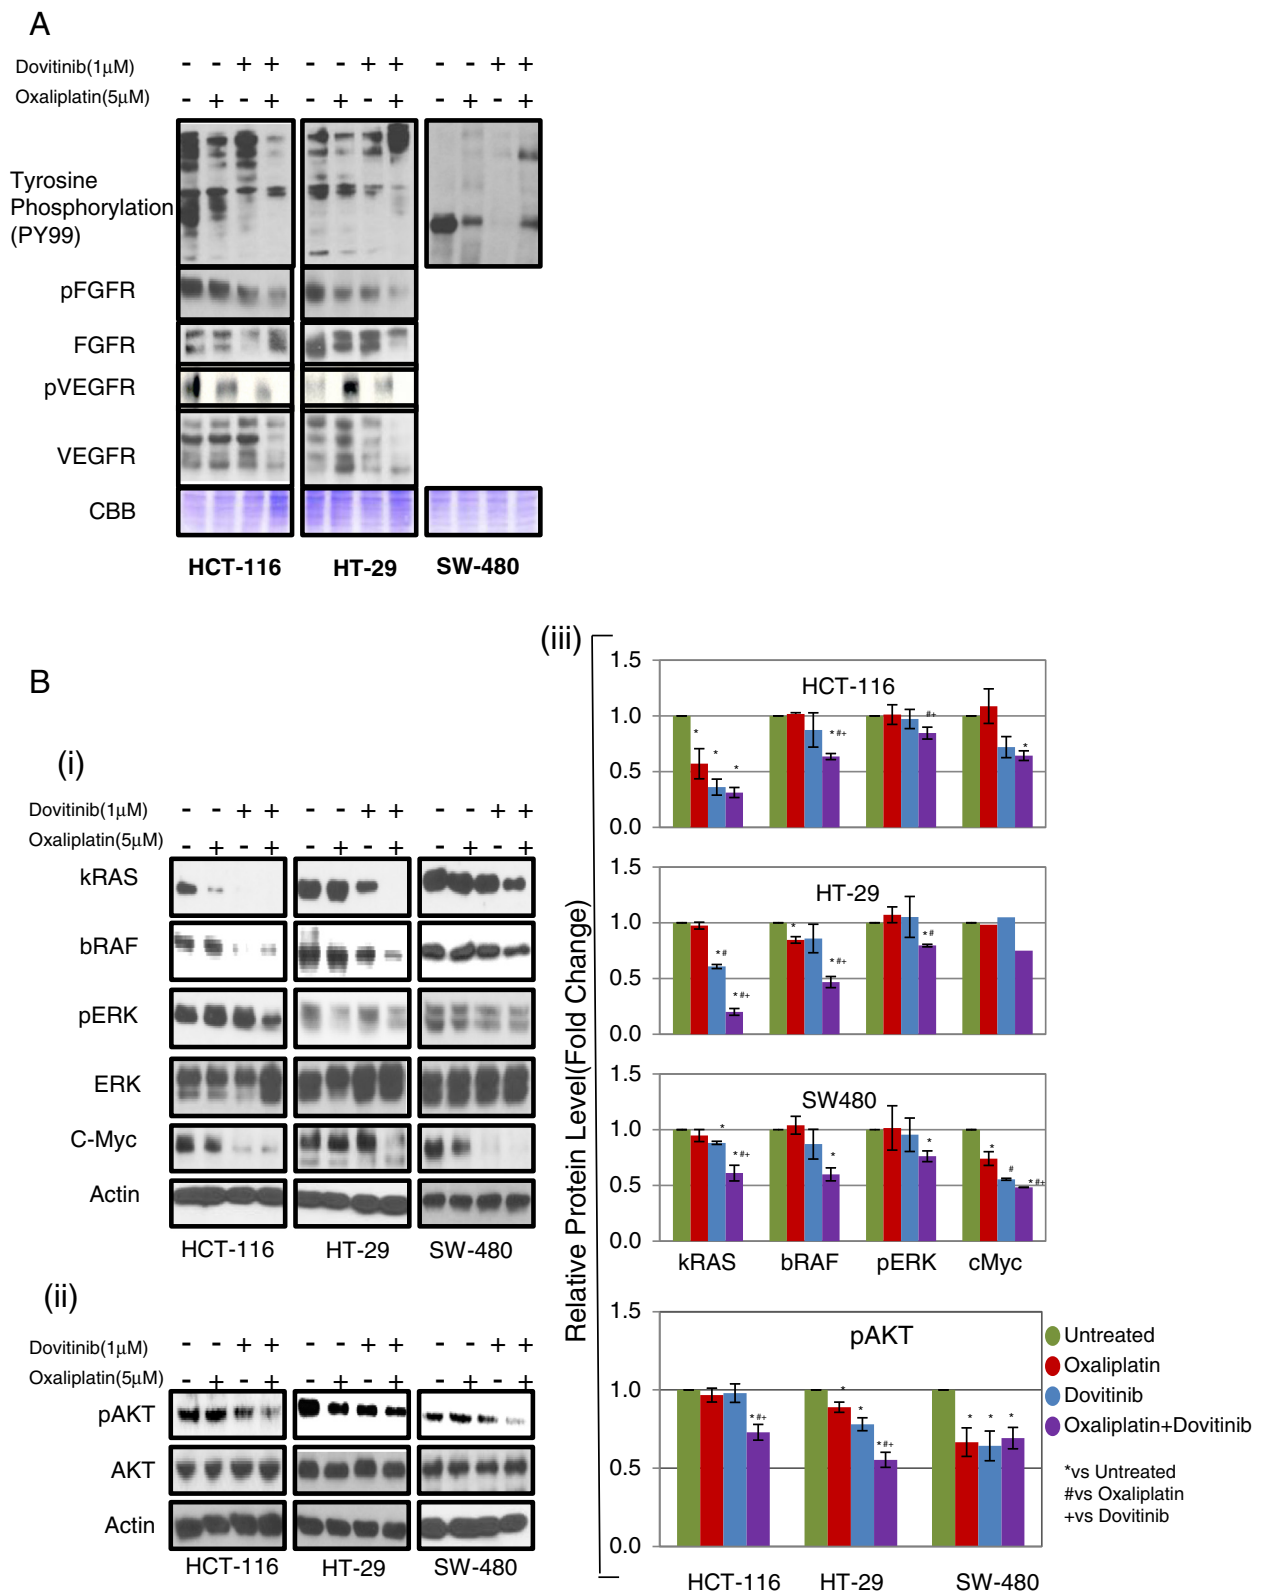 A
Dovitinib(1μM) - - + + - - + + - - + +
Oxaliplatin(5μM) - + - + - + - + - + - +
Tyrosine
Phosphorylation
(PY99)
pFGFR
FGFR
pVEGFR
VEGFR
CBB
HCT-116 HT-29 SW-480
B
(i)
Dovitinib(1μM) - - + + - - + + - - + +
Oxaliplatin(5μM) - + - + - + - + - + - +
kRAS
bRAF
pERK
ERK
C-Myc
Actin
HCT-116 HT-29 SW-480
(ii)
Dovitinib(1μM) - - + + - - + + - - + +
Oxaliplatin(5μM) - + - + - + - + - + - +
pAKT
AKT
Actin
HCT-116 HT-29 SW-480
(iii)
Relative Protein Level(Fold Change)
1.5
HCT-116
1.0
0.5
0.0
* * * * #+ #+ *
1.5
HT-29
1.0
0.5
0.0
* # * #+ * * #+ * #
1.5
SW480
1.0
0.5
0.0
* * #+ * * * # * #+
kRAS bRAF pERK cMyc
1.5
pAKT
1.0
0.5
0.0
* #+ * * * #+ * * *
HCT-116 HT-29 SW-480
Untreated
Oxaliplatin
Dovitinib
Oxaliplatin+Dovitinib
*vs Untreated
#vs Oxaliplatin
+vs Dovitinib